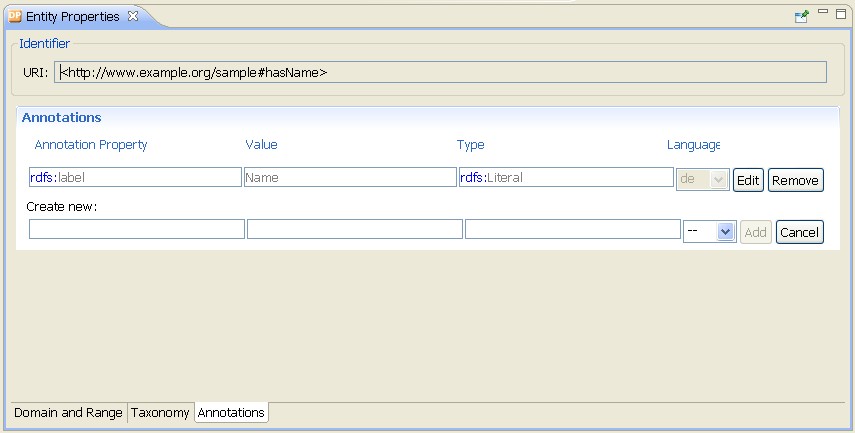 DP Entity Properties
Identifier
URI: <http://www.example.org/sample#hasName>
Annotations
Annotation Property Value Type Language
rdfs:label Name rdfs:Literal de Edit Remove
Create new:
-- Add Cancel
Domain and Range Taxonomy Annotations